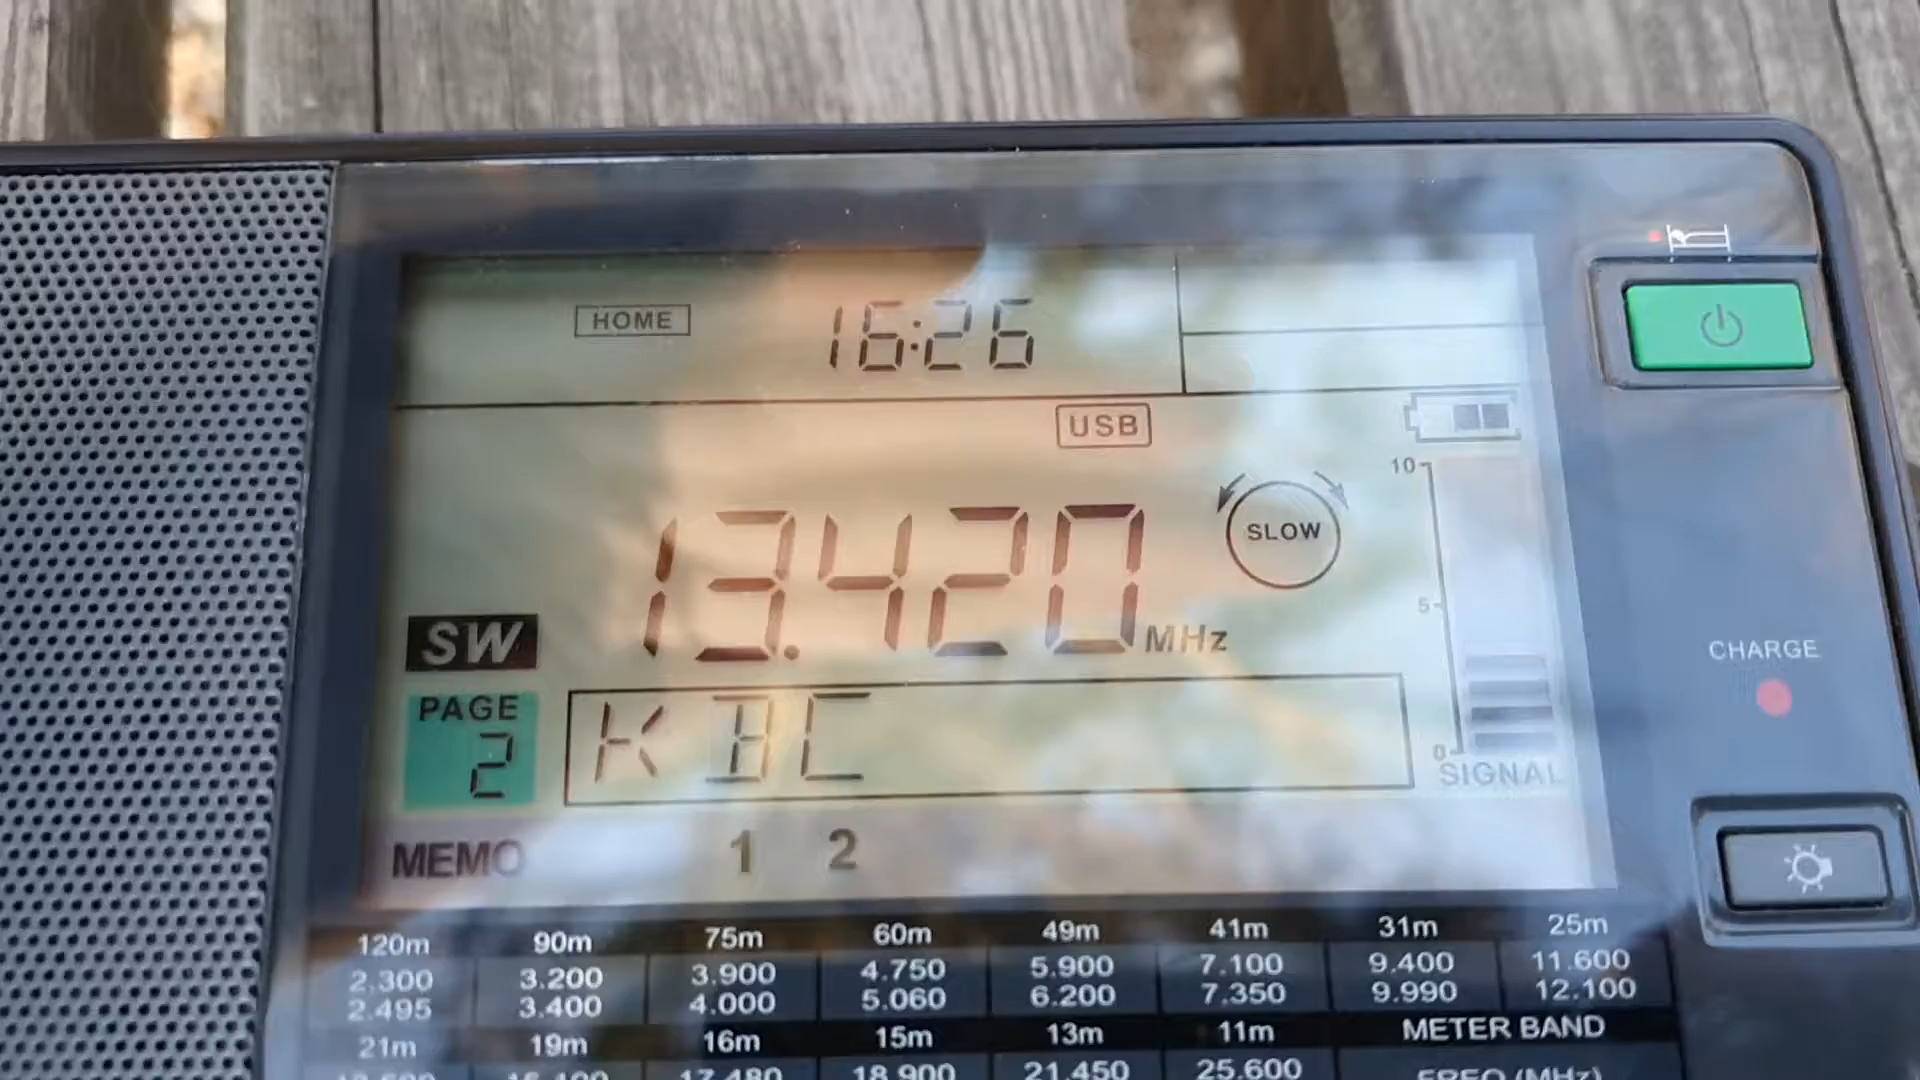 HOME 16:26
USB
10
SLOW
13.420 MHz
5
SW
CHARGE
PAGE
2
KBC
0
SIGNAL
MEMO 1 2
120m 90m 75m 60m 49m 41m 31m 25m
2.300 3.200 3.900 4.750 5.900 7.100 9.400 11.600
2.495 3.400 4.000 5.060 6.200 7.350 9.990 12.100
21m 19m 16m 15m 13m 11m METER BAND
17.480 18.900 21.450 25.600 FREQ (MHz)